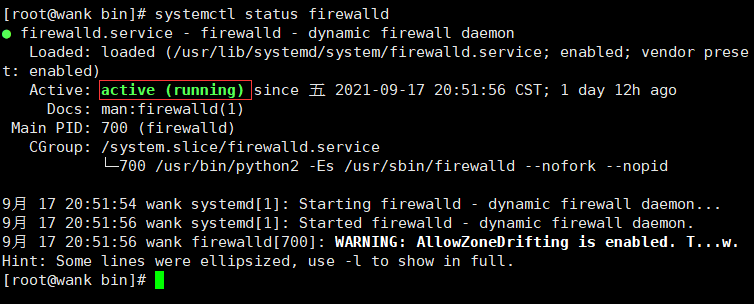 [root@wank bin]# systemctl status firewalld
● firewalld.service - firewalld - dynamic firewall daemon
   Loaded: loaded (/usr/lib/systemd/system/firewalld.service; enabled; vendor prese
t: enabled)
   Active: active (running) since 五 2021-09-17 20:51:56 CST; 1 day 12h ago
     Docs: man:firewalld(1)
 Main PID: 700 (firewalld)
   CGroup: /system.slice/firewalld.service
           └─700 /usr/bin/python2 -Es /usr/sbin/firewalld --nofork --nopid

9月 17 20:51:54 wank systemd[1]: Starting firewalld - dynamic firewall daemon...
9月 17 20:51:56 wank systemd[1]: Started firewalld - dynamic firewall daemon.
9月 17 20:51:56 wank firewalld[700]: WARNING: AllowZoneDrifting is enabled. T...w.
Hint: Some lines were ellipsized, use -l to show in full.
[root@wank bin]#